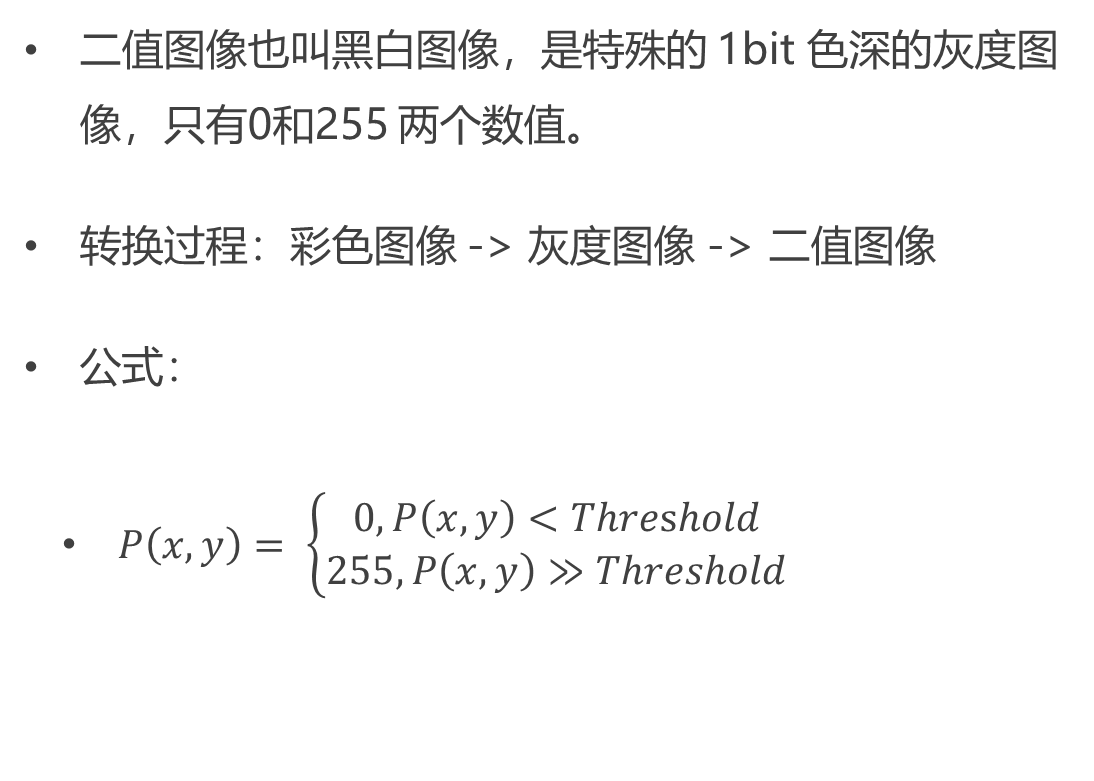 • 二值图像也叫黑白图像，是特殊的 1bit 色深的灰度图
像，只有0和255 两个数值。
• 转换过程：彩色图像 -> 灰度图像 -> 二值图像
• 公式：
• P(x, y) = { 0, P(x, y) < Threshold
255, P(x, y) ≫ Threshold